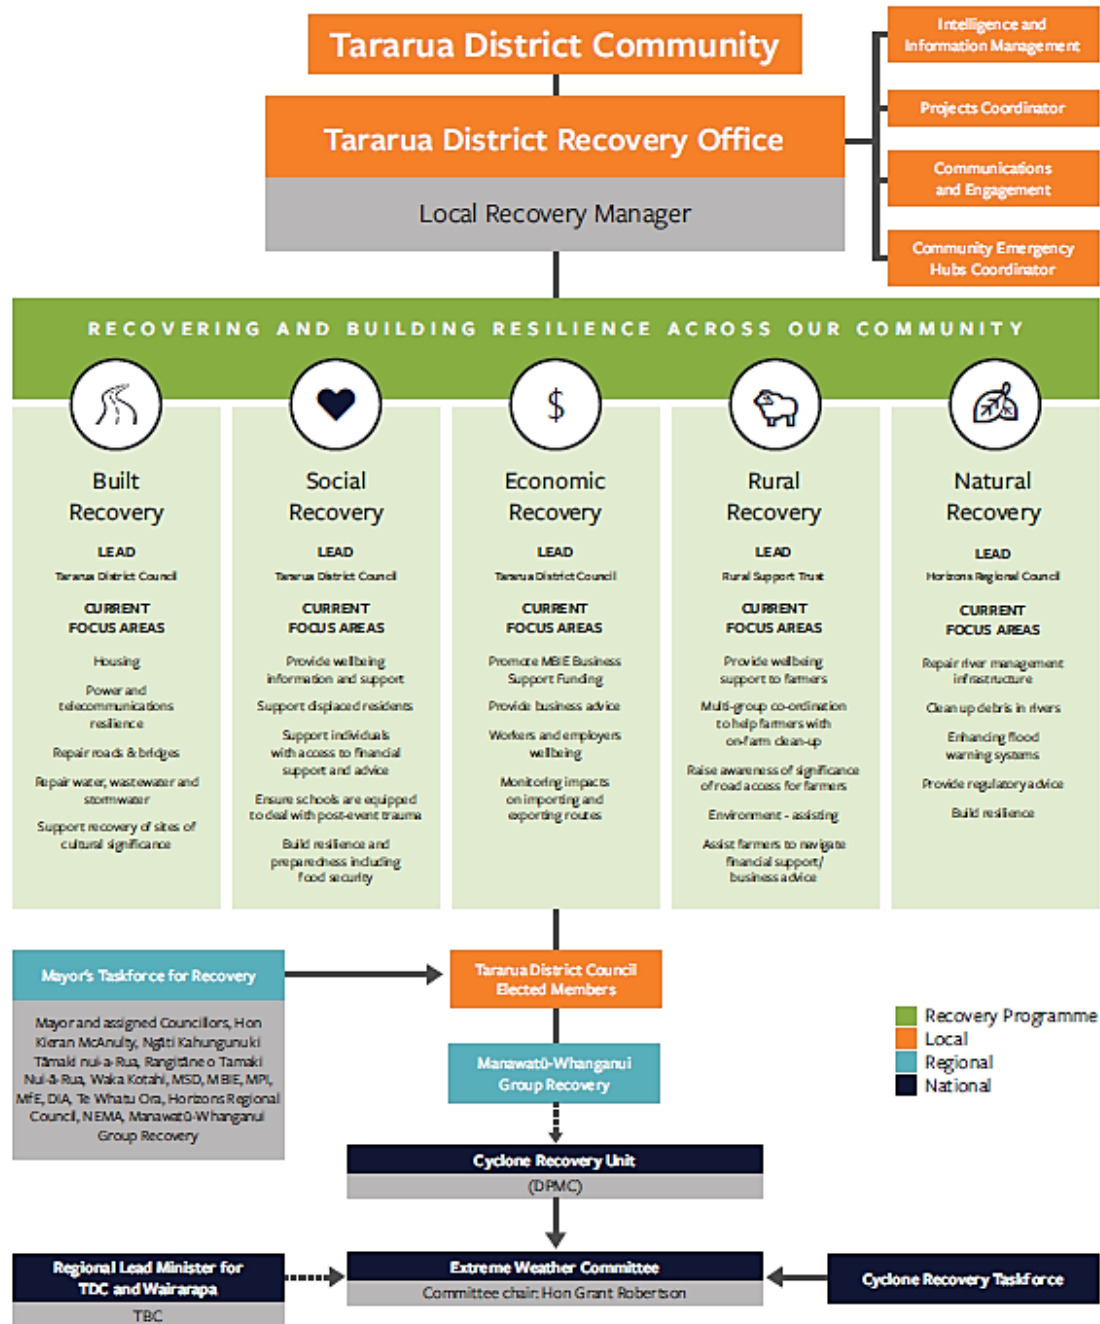 Tararua District Community
Tararua District Recovery Office
Local Recovery Manager
Intelligence and
Information Management
Projects Coordinator
Communications
and Engagement
Community Emergency
Hubs Coordinator
RECOVERING AND BUILDING RESILIENCE ACROSS OUR COMMUNITY
$
Built
Recovery
LEAD
Tararua District Council
CURRENT
FOCUS AREAS
Housing
Power and
telecommunications
resilience
Repair roads & bridges
Repair water, wastewater and
stormwater
Support recovery of sites of
cultural significance
Social
Recovery
LEAD
Tararua District Council
CURRENT
FOCUS AREAS
Provide wellbeing
information and support
Support displaced residents
Support individuals
with access to financial
support and advice
Ensure schools are equipped
to deal with post-event trauma
Build resilience and
preparedness including
food security
Economic
Recovery
LEAD
Tararua District Council
CURRENT
FOCUS AREAS
Promote MBIE Business
Support Funding
Provide business advice
Workers and employers
wellbeing
Monitoring impacts
on importing and
exporting routes
Rural
Recovery
LEAD
Rural Support Trust
CURRENT
FOCUS AREAS
Provide wellbeing
support to farmers
Multi-group co-ordination
to help farmers with
on-farm clean-up
Raise awareness of significance
of road access for farmers
Environment - assisting
Assist farmers to navigate
financial support/
business advice
Natural
Recovery
LEAD
Horizons Regional Council
CURRENT
FOCUS AREAS
Repair river management
infrastructure
Clean up debris in rivers
Enhancing flood
warning systems
Provide regulatory advice
Build resilience
Mayor's Taskforce for Recovery
Mayor and assigned Councillors, Hon
Kieran McAnulty, Ngāti Kahungunu ki
Tāmaki nui-a-Rua, Rangitāne o Tamaki
Nui-ā-Rua, Waka Kotahi, MSD, MBIE, MPI,
MfE, DIA, Te Whatu Ora, Horizons Regional
Council, NEMA, Manawatū-Whanganui
Group Recovery
Tararua District Council
Elected Members
Manawatū-Whanganui
Group Recovery
Recovery Programme
Local
Regional
National
Cyclone Recovery Unit
(DPMC)
Regional Lead Minister for
TDC and Wairarapa
TBC
Extreme Weather Committee
Committee chair: Hon Grant Robertson
Cyclone Recovery Taskforce